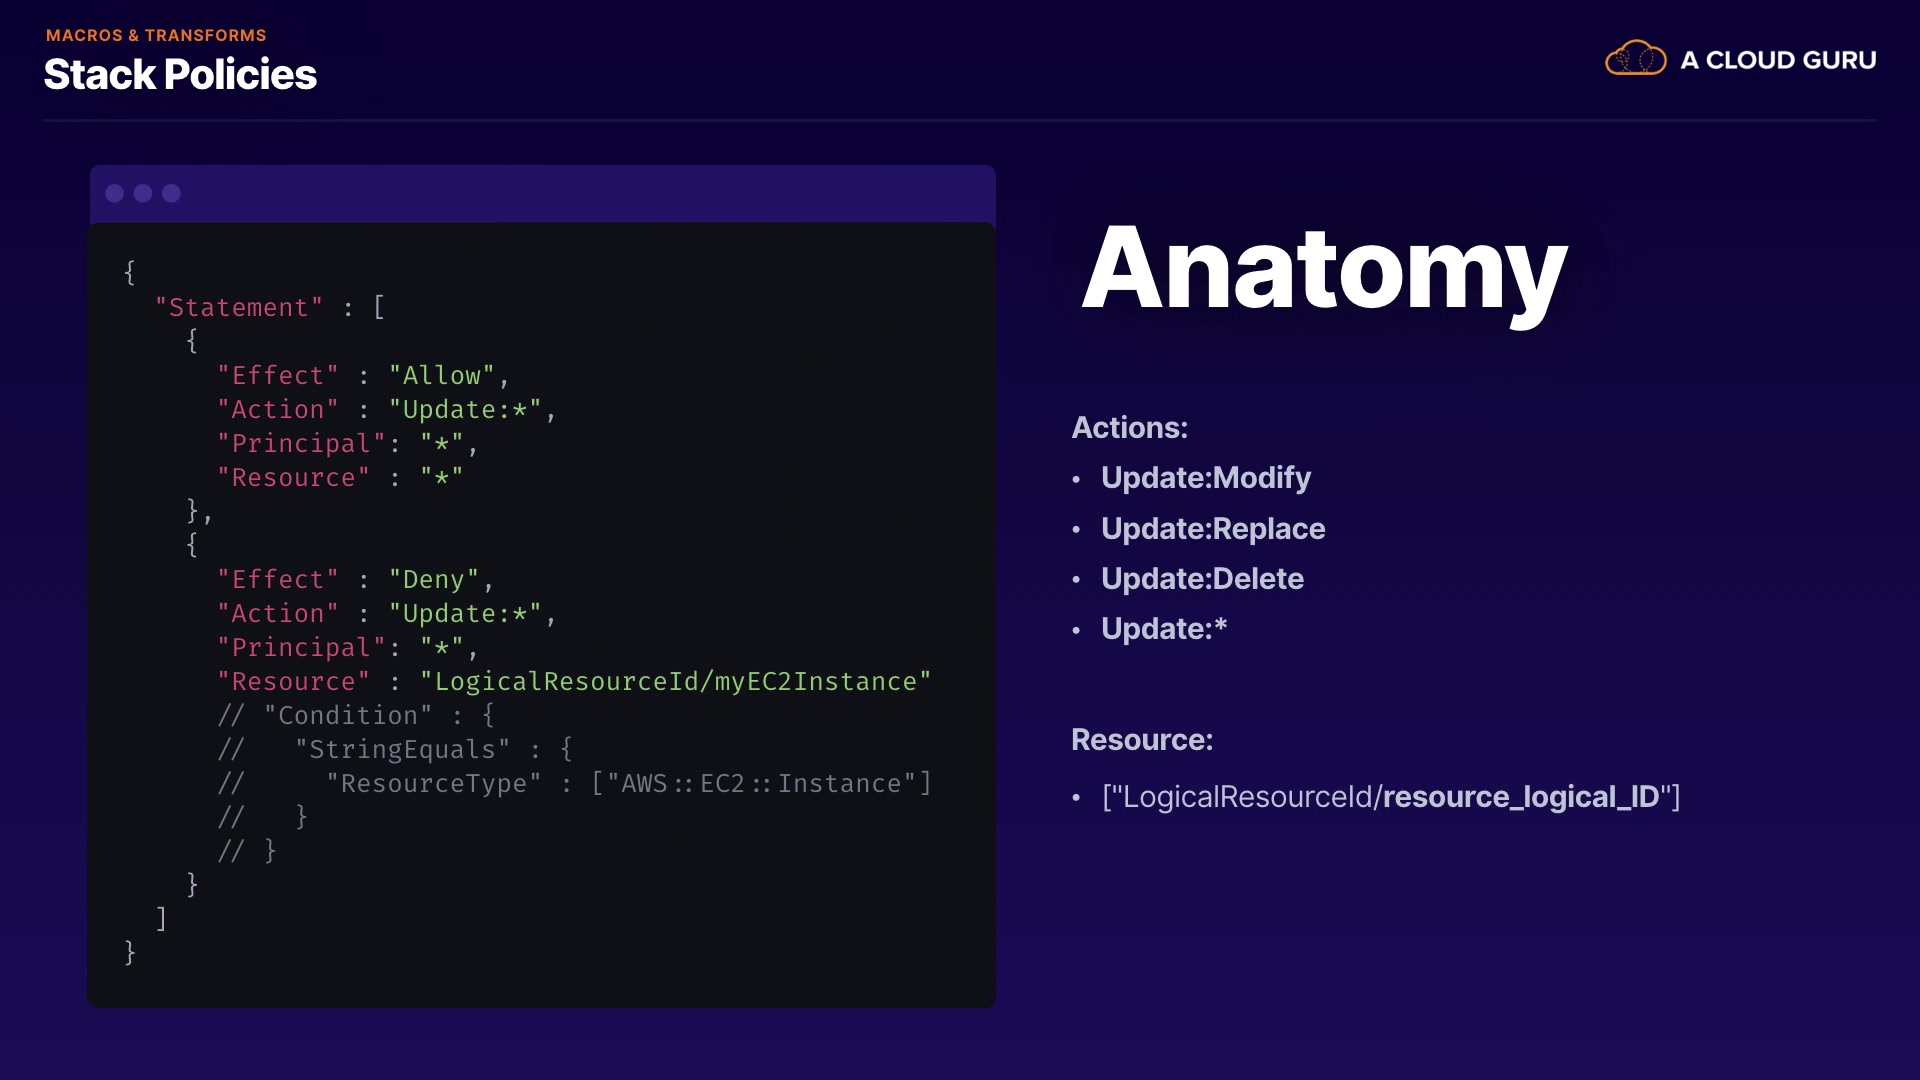 MACROS & TRANSFORMS
Stack Policies
A CLOUD GURU
{
  "Statement" : [
    {
      "Effect" : "Allow",
      "Action" : "Update:*",
      "Principal": "*",
      "Resource" : "*"
    },
    {
      "Effect" : "Deny",
      "Action" : "Update:*",
      "Principal": "*",
      "Resource" : "LogicalResourceId/myEC2Instance"
      // "Condition" : {
      //   "StringEquals" : {
      //     "ResourceType" : ["AWS::EC2::Instance"]
      //   }
      // }
    }
  ]
}
Anatomy
Actions:
• Update:Modify
• Update:Replace
• Update:Delete
• Update:*
Resource:
• ["LogicalResourceId/resource_logical_ID"]